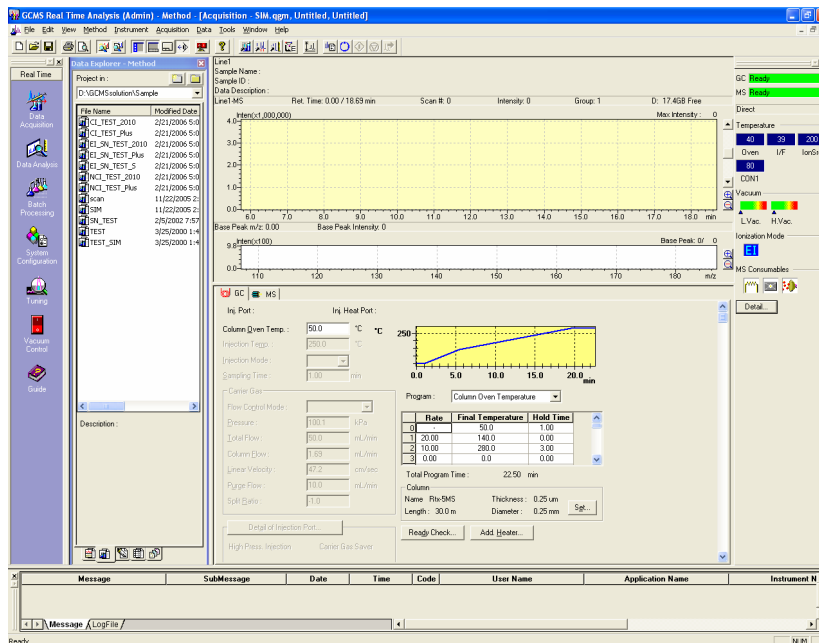 GCMS Real Time Analysis (Admin) - Method - [Acquisition - SIM.qgm, Untitled, Untitled]
File Edit View Method Instrument Acquisition Data Tools Window Help
Real Time
Data Acquisition
Data Analysis
Batch Processing
System Configuration
Tuning
Vacuum Control
Guide
Data Explorer - Method
Project in :
D:\GCMSsolution\Sample
File Name Modified Date
CI_TEST_2010 2/21/2006 5:0
CI_TEST_Plus 2/21/2006 5:0
EI_SN_TEST_2010 2/21/2006 5:0
EI_SN_TEST_Plus 2/21/2006 5:0
EI_SN_TEST_S 2/21/2006 5:0
NCI_TEST_2010 2/21/2006 5:0
NCI_TEST_Plus 2/21/2006 5:0
scan 11/22/2005 2:
SIM 11/22/2005 2:
SN_TEST 2/5/2002 7:57
TEST 3/25/2000 1:4
TEST_SIM 3/25/2000 1:4
Description :
Line1
Sample Name :
Sample ID :
Data Description :
Line1-MS Ret. Time: 0.00 / 18.69 min Scan #: 0 Intensity: 0 Group: 1 D: 17.4GB Free
Inten(x1,000,000) Max Intensity : 0
4.0
3.0
2.0
1.0
0.0
6.0 7.0 8.0 9.0 10.0 11.0 12.0 13.0 14.0 15.0 16.0 17.0 18.0 min
Base Peak m/z: 0.00 Base Peak Intensity: 0
Inten(x100) Base Peak: 0/ 0
9.8
0.0
110 120 130 140 150 160 170 180 m/z
GC MS
Inj. Port : Inj. Heat Port :
Column Oven Temp. : 50.0 °C
Injection Temp. : 250.0 °C
Injection Mode :
Sampling Time : 1.00 min
Carrier Gas
Flow Control Mode :
Pressure : 100.1 kPa
Total Flow : 50.0 mL/min
Column Flow : 1.69 mL/min
Linear Velocity : 47.2 cm/sec
Purge Flow : 10.0 mL/min
Split Ratio : -1.0
Detail of Injection Port...
High Press. Injection Carrier Gas Saver
°C
250
0.0 5.0 10.0 15.0 20.0 min
Program : Column Oven Temperature
Rate Final Temperature Hold Time
0 - 50.0 1.00
1 20.00 140.0 0.00
2 10.00 280.0 3.00
3 0.00 0.0 0.00
Total Program Time : 22.50 min
Column
Name Rtx-5MS Thickness : 0.25 um
Length : 30.0 m Diameter : 0.25 mm Set...
Ready Check... Add. Heater...
GC Ready
MS Ready
Direct
Temperature
40 39 200
Oven I/F
80
CON1
Vacuum
L.Vac. H.Vac.
Ionization Mode
EI
MS Consumables
Detail...
Message SubMessage Date Time Code User Name Application Name Instrument N
Message LogFile
Ready NUM